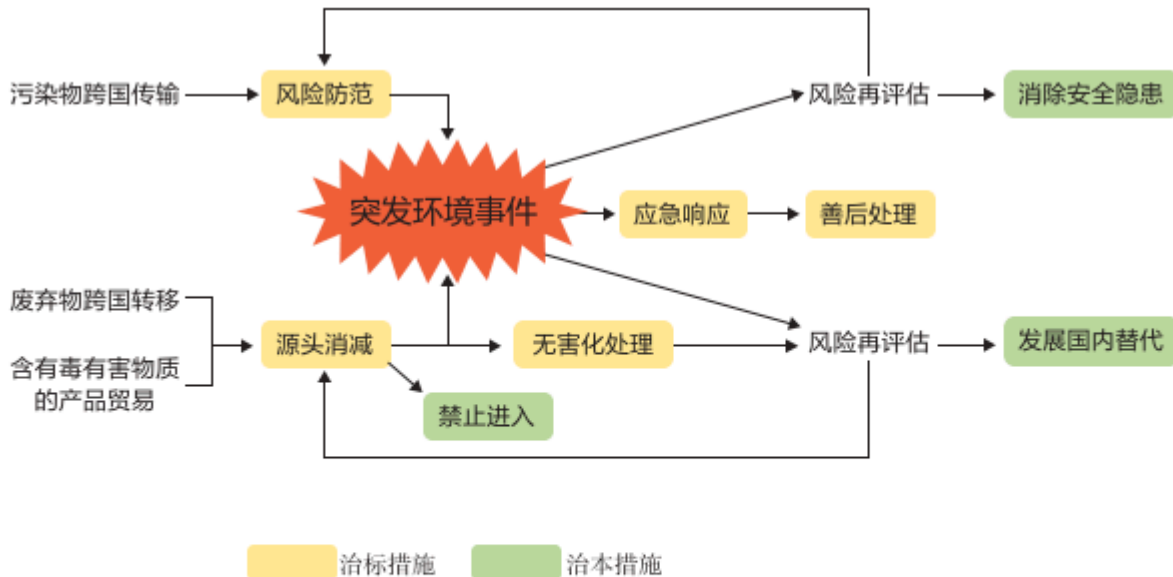 污染物跨国传输
风险防范
风险再评估
消除安全隐患
突发环境事件
应急响应
善后处理
废弃物跨国转移
含有毒有害物质
的产品贸易
源头消减
无害化处理
风险再评估
发展国内替代
禁止进入
治标措施
治本措施